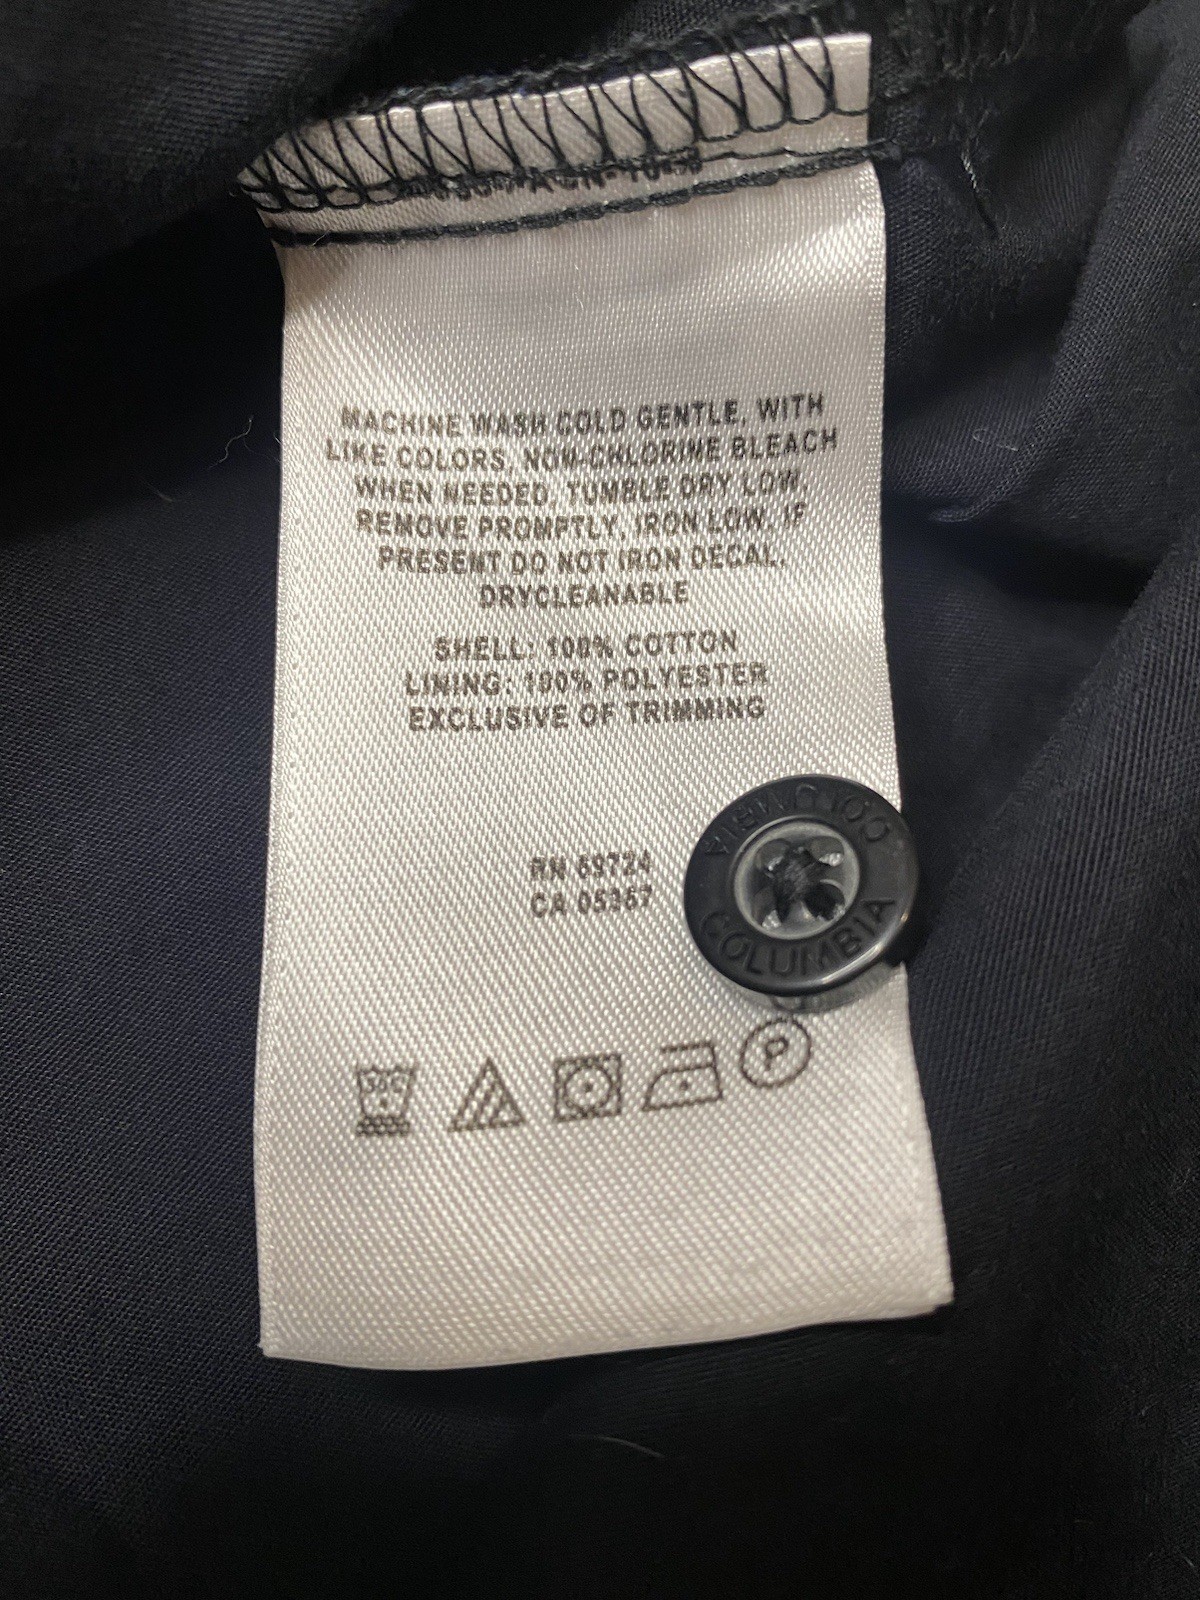 MACHINE WASH COLD GENTLE, WITH
LIKE COLORS, NON-CHLORINE BLEACH
WHEN NEEDED, TUMBLE DRY LOW,
REMOVE PROMPTLY, IRON LOW, IF
PRESENT DO NOT IRON DECAL,
DRYCLEANABLE
SHELL: 100% COTTON
LINING: 100% POLYESTER
EXCLUSIVE OF TRIMMING
RN 69724
CA 05367
COLUMBIA
COLUMBIA
30C
P